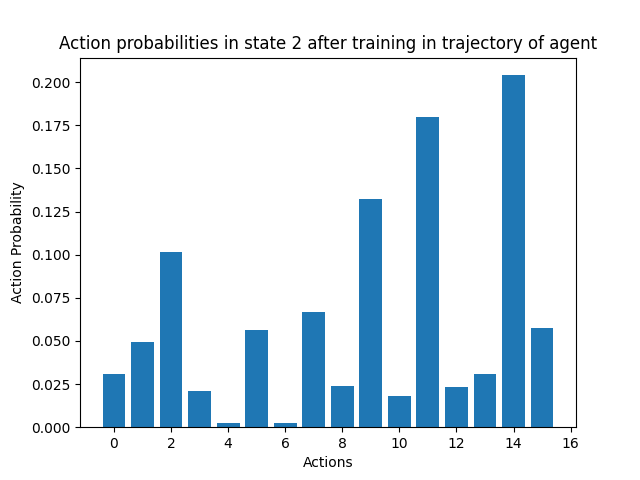 Action probabilities in state 2 after training in trajectory of agent
0.200
0.175
0.150
0.125
0.100
0.075
0.050
0.025
0.000
Action Probability
0 2 4 6 8 10 12 14 16
Actions